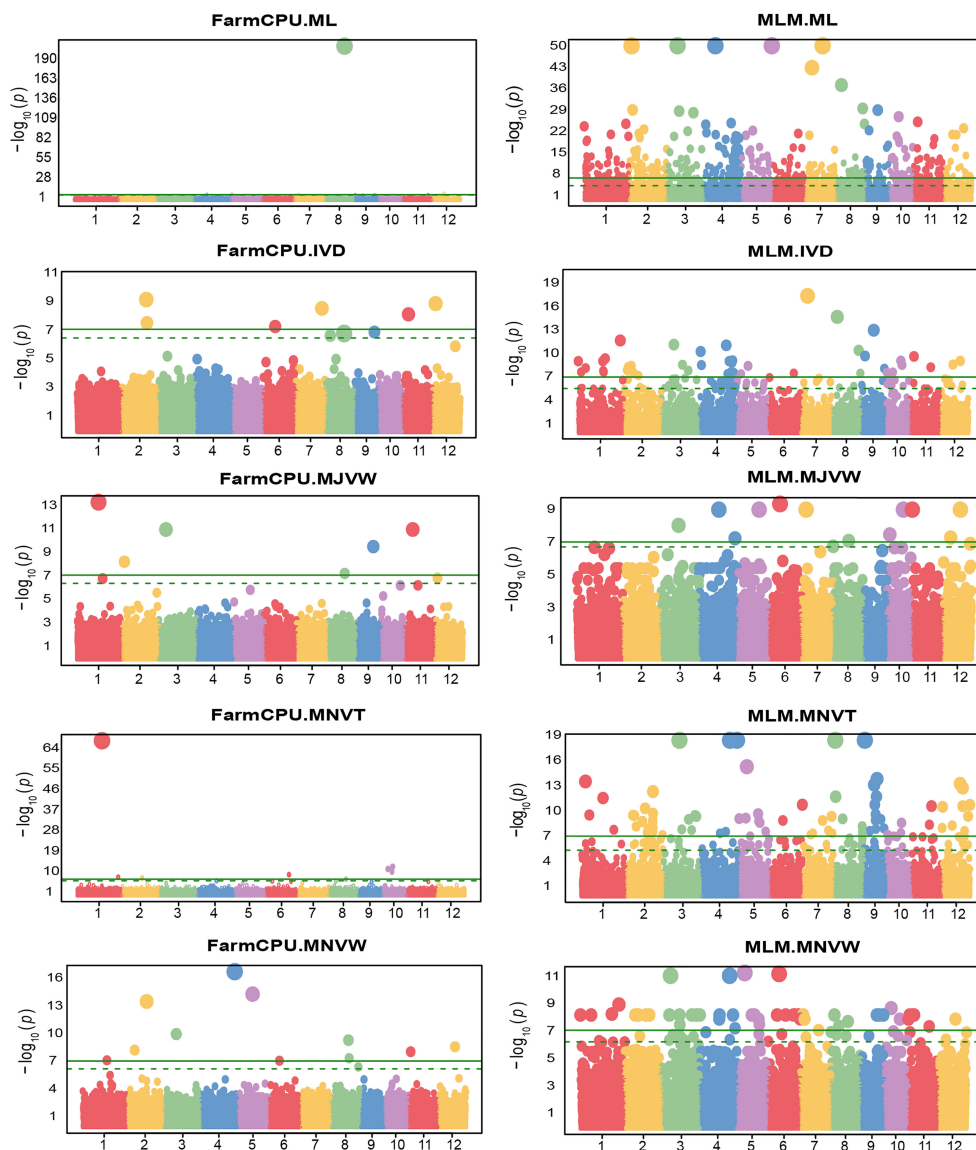 FarmCPU.ML
−log10(p)
190
163
136
109
82
55
28
1
1 2 3 4 5 6 7 8 9 10 11 12
MLM.ML
−log10(p)
50
43
36
29
22
15
8
1
1 2 3 4 5 6 7 8 9 10 11 12
FarmCPU.IVD
−log10(p)
11
9
7
5
3
1
1 2 3 4 5 6 7 8 9 10 11 12
MLM.IVD
−log10(p)
19
16
13
10
7
4
1
1 2 3 4 5 6 7 8 9 10 11 12
FarmCPU.MJVW
−log10(p)
13
11
9
7
5
3
1
1 2 3 4 5 6 7 8 9 10 11 12
MLM.MJVW
−log10(p)
9
7
5
3
1
1 2 3 4 5 6 7 8 9 10 11 12
FarmCPU.MNVT
−log10(p)
64
55
46
37
28
19
10
1
1 2 3 4 5 6 7 8 9 10 11 12
MLM.MNVT
−log10(p)
19
13
10
7
4
1
1 2 3 4 5 6 7 8 9 10 11 12
FarmCPU.MNVW
−log10(p)
16
13
10
7
4
1
1 2 3 4 5 6 7 8 9 10 11 12
MLM.MNVW
−log10(p)
11
9
7
5
3
1
1 2 3 4 5 6 7 8 9 10 11 12